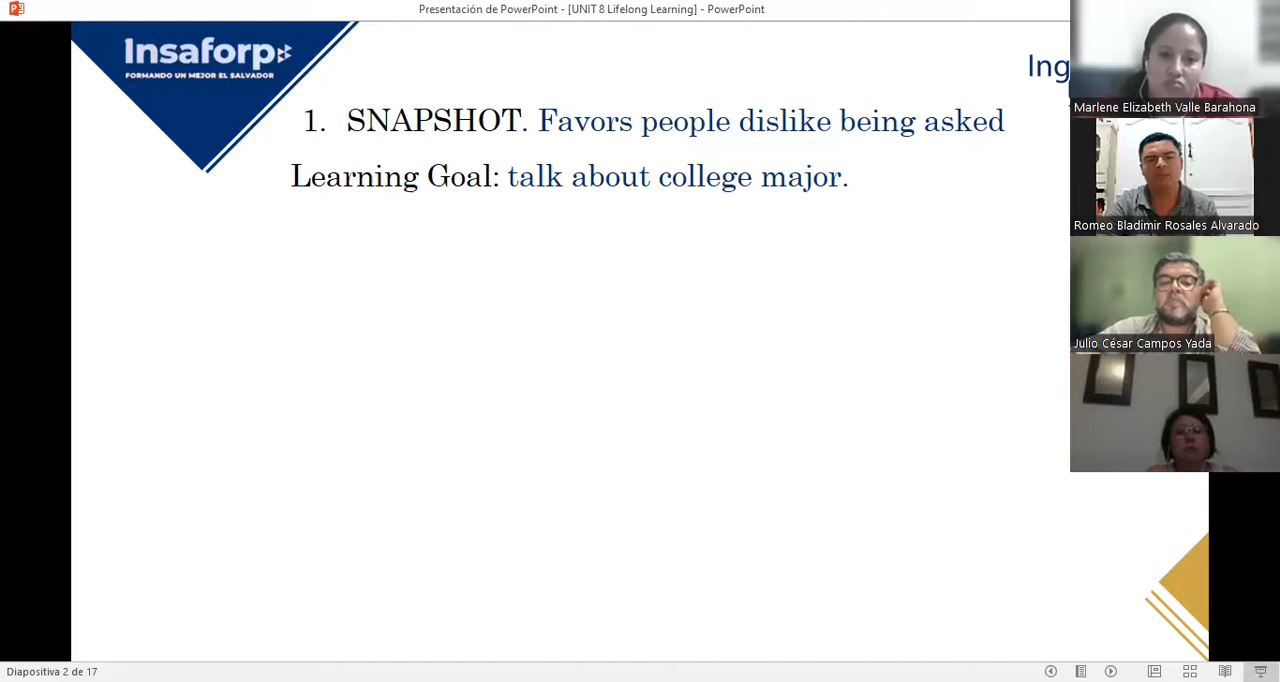 Presentación de PowerPoint - [UNIT 8 Lifelong Learning] - PowerPoint
Insaforp
FORMANDO UN MEJOR EL SALVADOR
Ing
1. SNAPSHOT. Favors people dislike being asked
Learning Goal: talk about college major.
Marlene Elizabeth Valle Barahona
Romeo Bladimir Rosales Alvarado
Julio César Campos Yada
Diapositiva 2 de 17